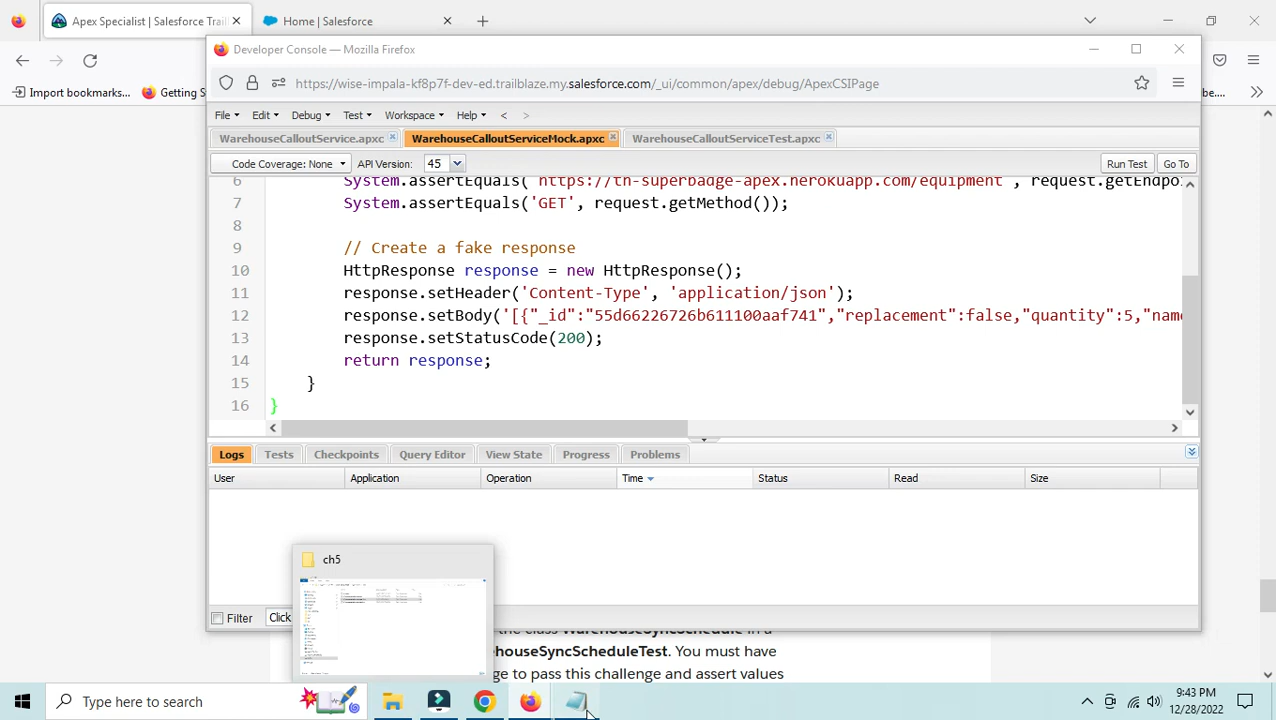 Apex Specialist | Salesforce Trail
Home | Salesforce
Developer Console — Mozilla Firefox
https://wise-impala-kf8p7f-dev-ed.trailblaze.my.salesforce.com/_ui/common/apex/debug/ApexCSIPage
Import bookmarks...
Getting S
be...
File Edit Debug Test Workspace Help < >
WarehouseCalloutService.apxc
WarehouseCalloutServiceMock.apxc
WarehouseCalloutServiceTest.apxc
Code Coverage: None API Version: 45 Run Test Go To
6 System.assertEquals('https://th-superbadge-apex.herokuapp.com/equipment', request.getEndpoi
7 System.assertEquals('GET', request.getMethod());
8
9 // Create a fake response
10 HttpResponse response = new HttpResponse();
11 response.setHeader('Content-Type', 'application/json');
12 response.setBody('[{"_id":"55d66226726b611100aaf741","replacement":false,"quantity":5,"name
13 response.setStatusCode(200);
14 return response;
15 }
16 }
Logs Tests Checkpoints Query Editor View State Progress Problems
User Application Operation Time Status Read Size
ch5
Filter Click
the class WarehouseSyncSchedule in a
ehouseSyncScheduleTest. You must have
ge to pass this challenge and assert values
Type here to search
9:43 PM
12/28/2022